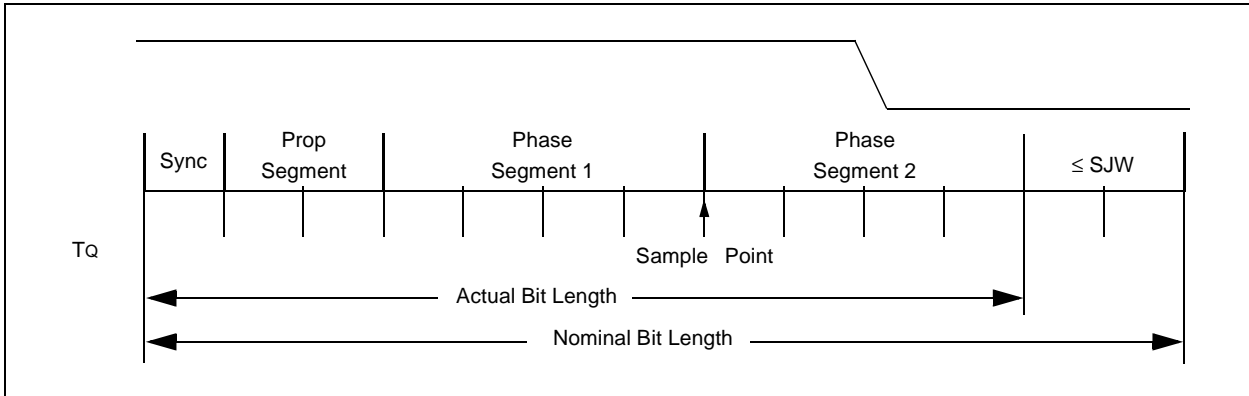 Sync
Prop
Segment
Phase
Segment 1
Phase
Segment 2
≤ SJW
TQ
Sample Point
Actual Bit Length
Nominal Bit Length